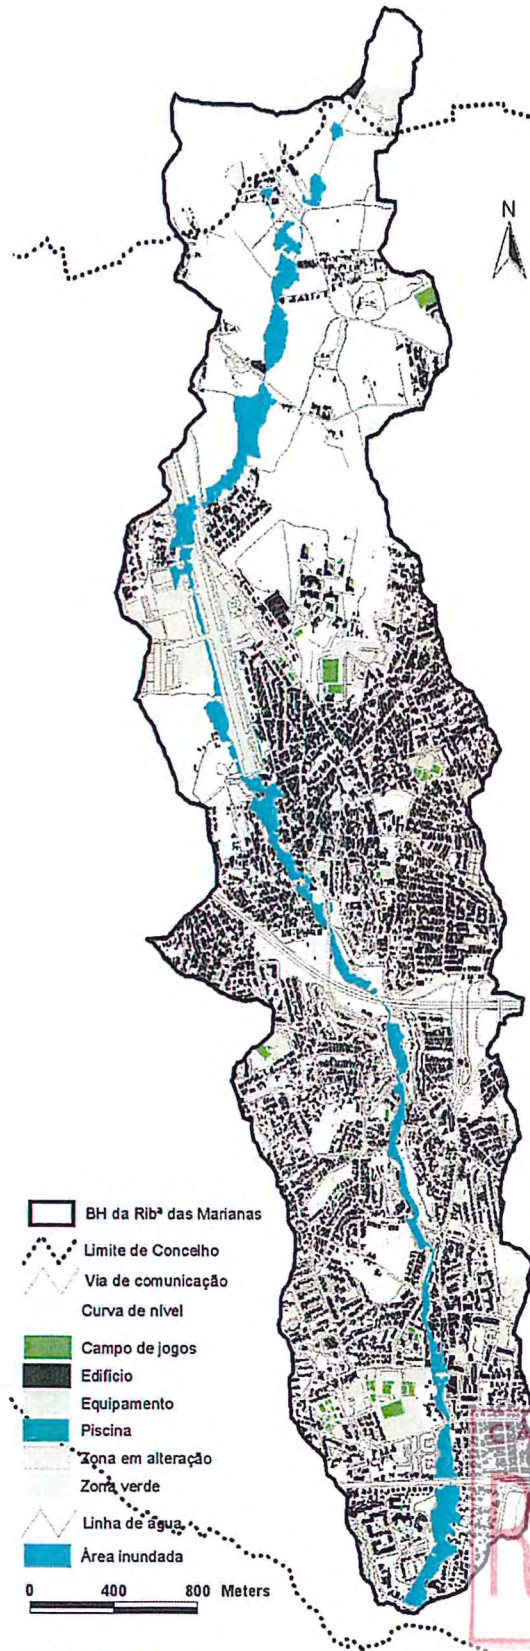 N
BH da Ribª das Marianas
Limite de Concelho
Via de comunicação
Curva de nível
Campo de jogos
Edifício
Equipamento
Piscina
Zona em alteração
Zona verde
Linha de água
Área inundada
0 400 800 Meters
R